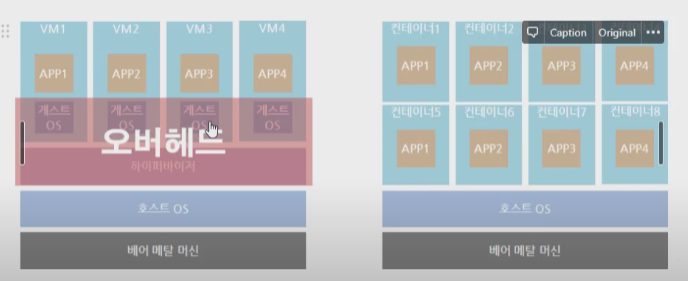 VM1
VM2
VM3
VM4
APP1
APP2
APP3
APP4
게스트
OS
게스트
OS
게스트
OS
게스트
OS
오버헤드
하이퍼바이저
호스트 OS
베어 메탈 머신
Caption
Original
컨테이너1
컨테이너2
APP1
APP2
APP3
APP4
컨테이너5
컨테이너6
컨테이너7
컨테이너8
APP1
APP2
APP3
APP4
호스트 OS
베어 메탈 머신